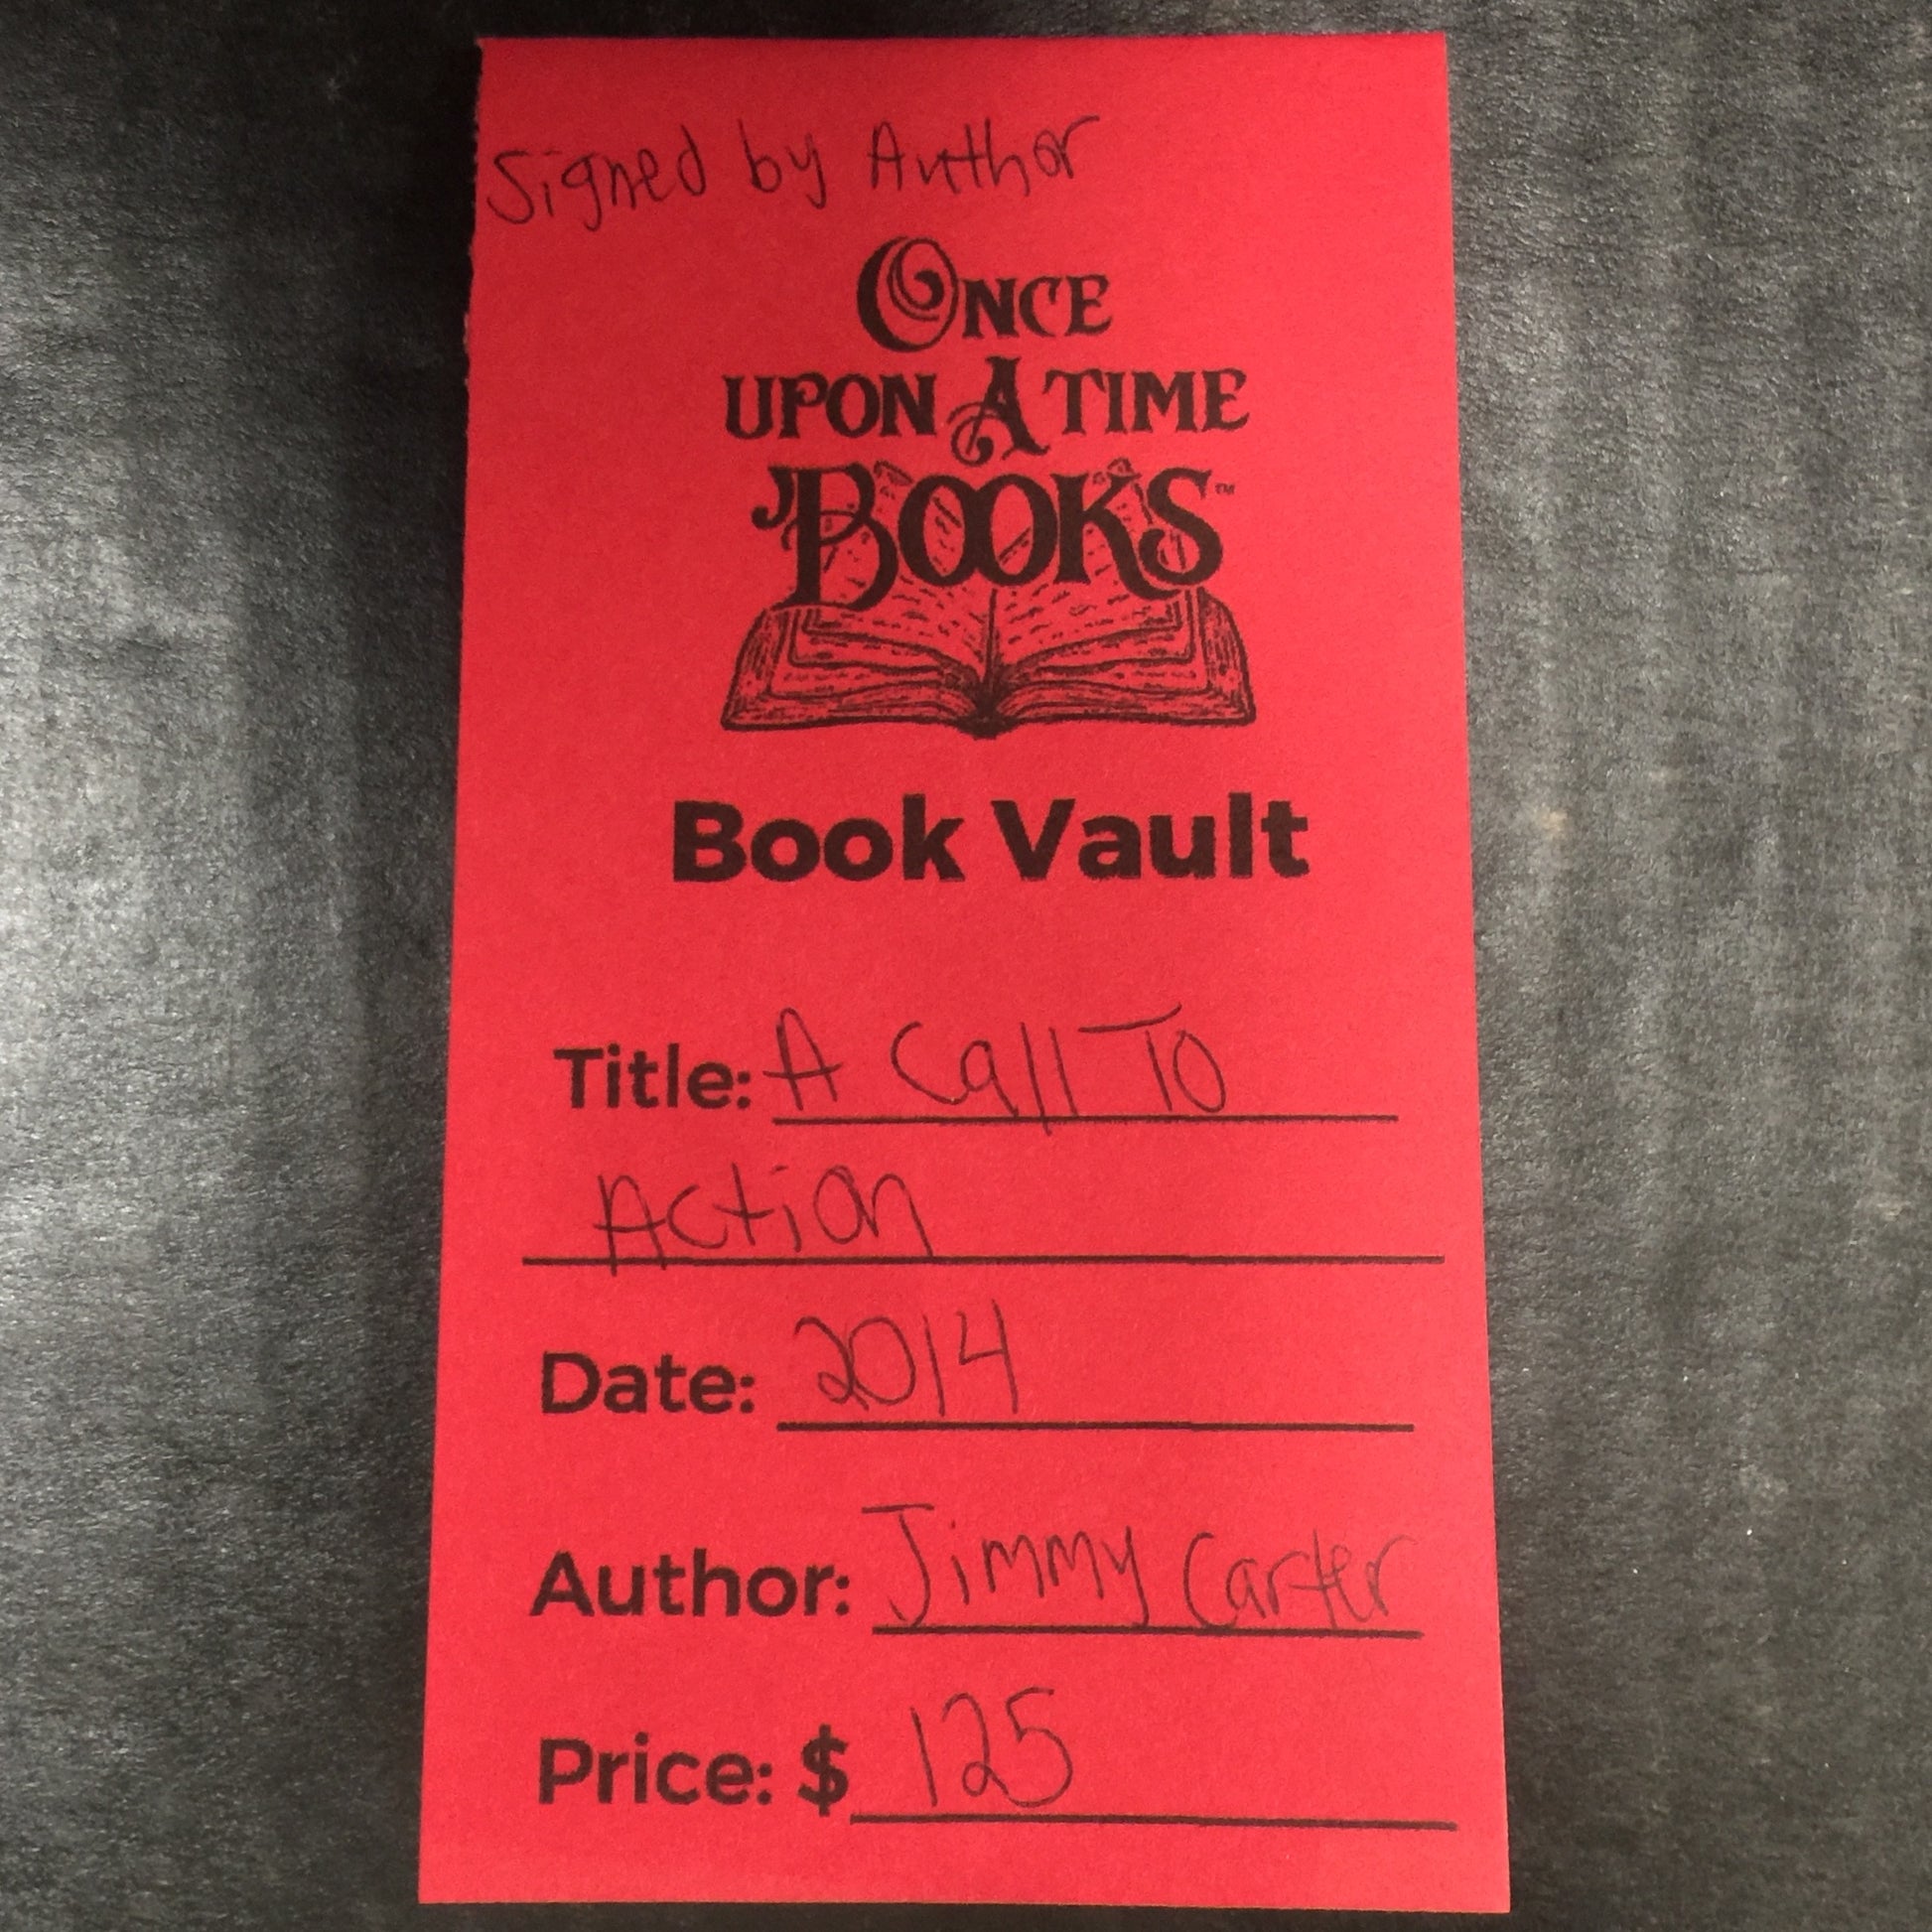 Signed by Author
ONCE
UPON A TIME
BOOKS™
Book Vault
Title: A Call To
Action
Date: 2014
Author: Jimmy Carter
Price: $ 125